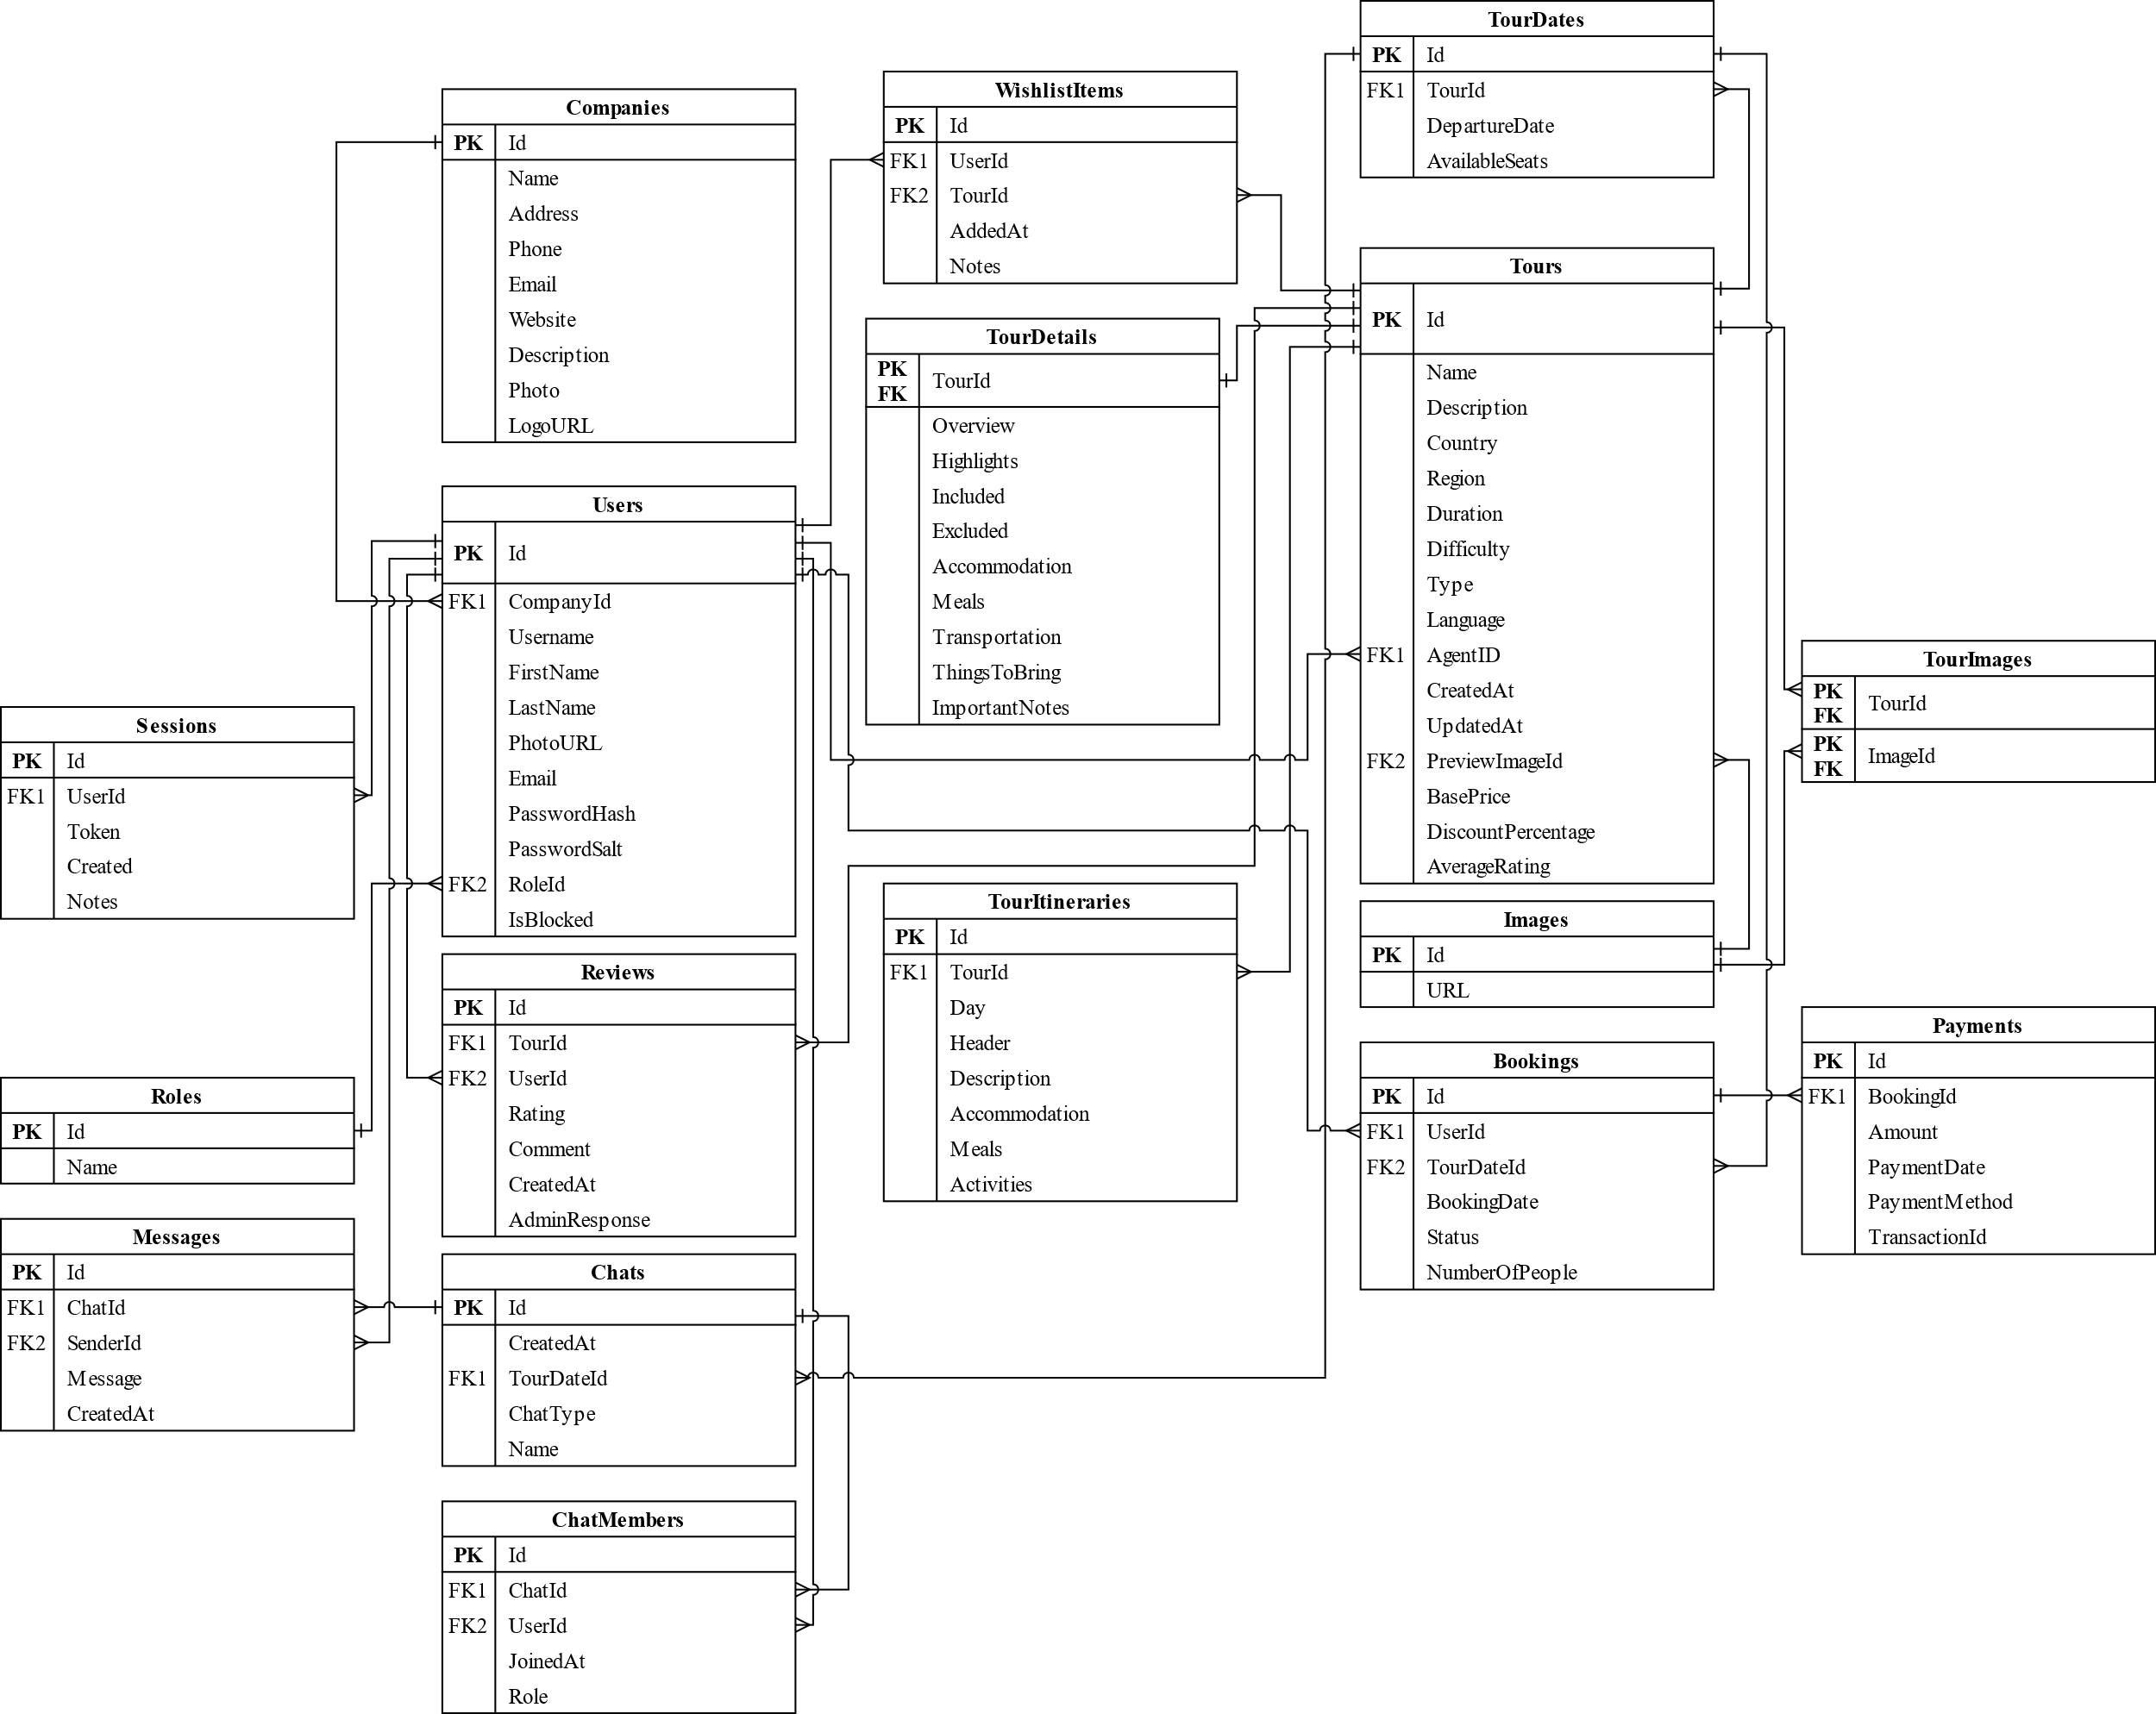 TourDates
PK Id
FK1 TourId
DepartureDate
AvailableSeats
WishlistItems
PK Id
FK1 UserId
FK2 TourId
AddedAt
Notes
Companies
PK Id
Name
Address
Phone
Email
Website
Description
Photo
LogoURL
Tours
PK Id
Name
Description
Country
Region
Duration
Difficulty
Type
Language
FK1 AgentID
CreatedAt
UpdatedAt
FK2 PreviewImageId
BasePrice
DiscountPercentage
AverageRating
TourDetails
PK
FK TourId
Overview
Highlights
Included
Excluded
Accommodation
Meals
Transportation
ThingsToBring
ImportantNotes
Users
PK Id
FK1 CompanyId
Username
FirstName
LastName
PhotoURL
Email
PasswordHash
PasswordSalt
FK2 RoleId
IsBlocked
TourImages
PK
FK TourId
PK
FK ImageId
Sessions
PK Id
FK1 UserId
Token
Created
Notes
TourItineraries
PK Id
FK1 TourId
Day
Header
Description
Accommodation
Meals
Activities
Images
PK Id
URL
Reviews
PK Id
FK1 TourId
FK2 UserId
Rating
Comment
CreatedAt
AdminResponse
Payments
PK Id
FK1 BookingId
Amount
PaymentDate
PaymentMethod
TransactionId
Bookings
PK Id
FK1 UserId
FK2 TourDateId
BookingDate
Status
NumberOfPeople
Roles
PK Id
Name
Messages
PK Id
FK1 ChatId
FK2 SenderId
Message
CreatedAt
Chats
PK Id
CreatedAt
FK1 TourDateId
ChatType
Name
ChatMembers
PK Id
FK1 ChatId
FK2 UserId
JoinedAt
Role